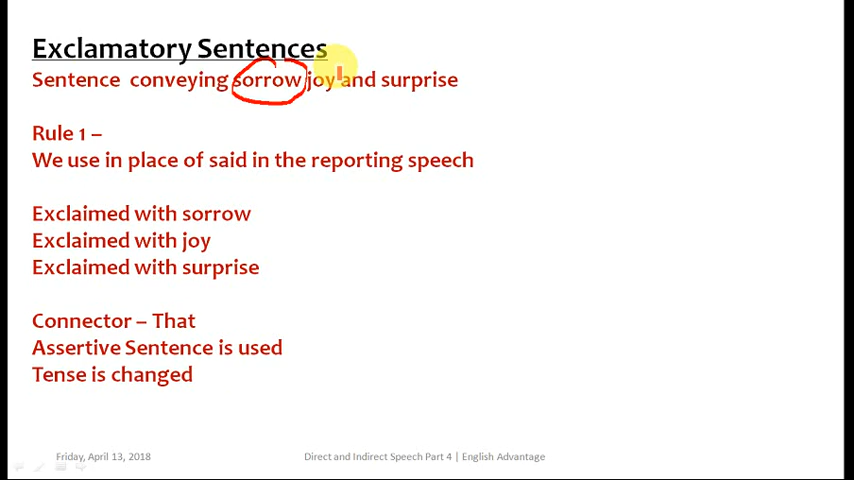 Exclamatory Sentences
Sentence conveying sorrow joy and surprise
Rule 1 –
We use in place of said in the reporting speech
Exclaimed with sorrow
Exclaimed with joy
Exclaimed with surprise
Connector – That
Assertive Sentence is used
Tense is changed
Friday, April 13, 2018
Direct and Indirect Speech Part 4 | English Advantage